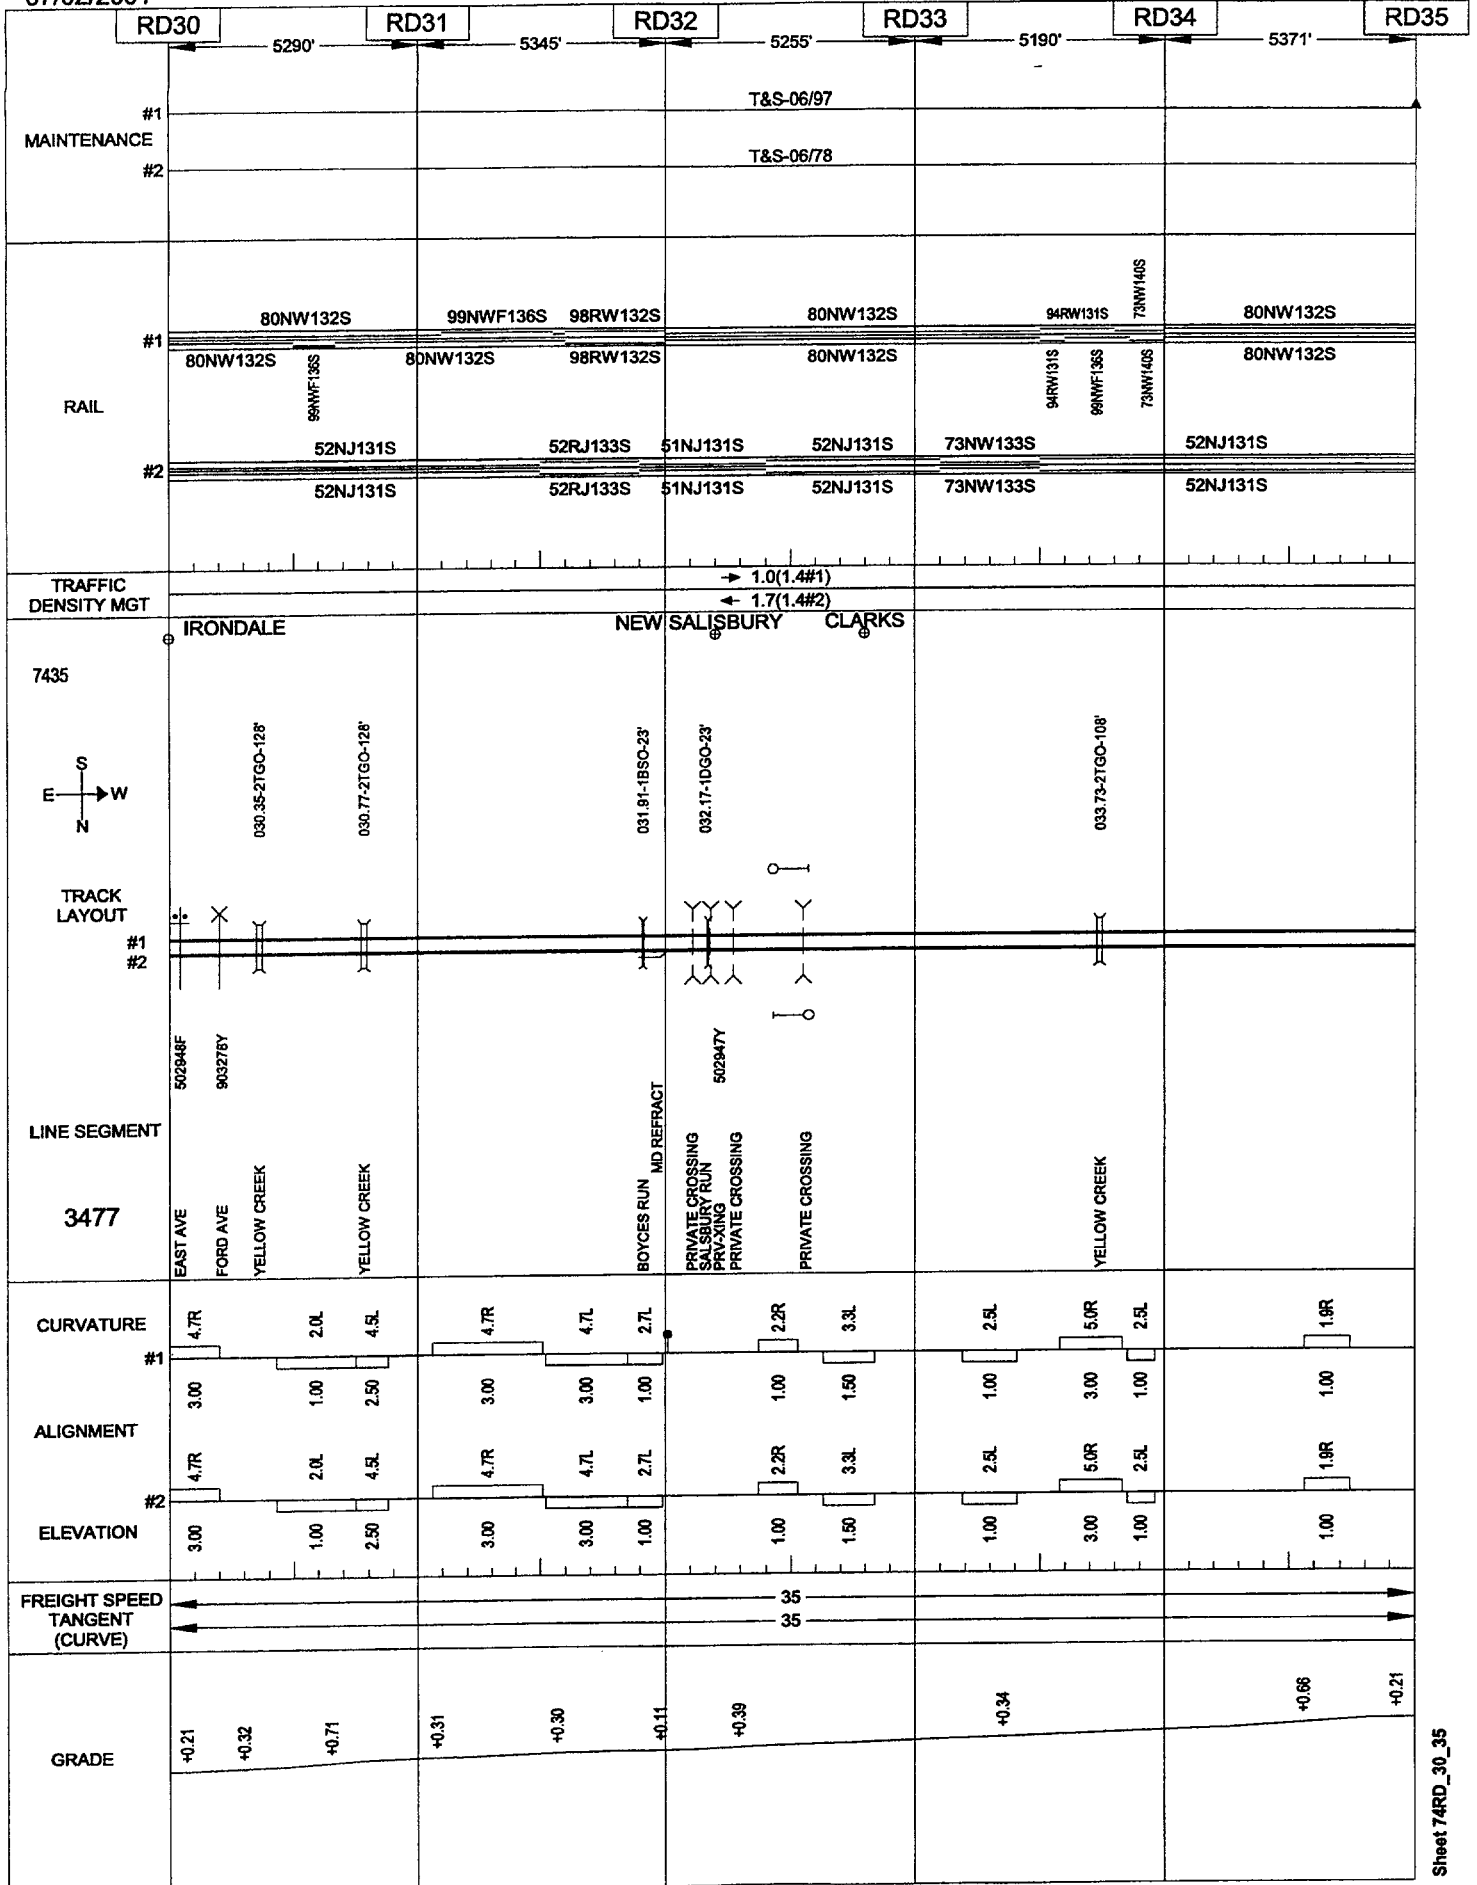 RD30 RD31 RD32 RD33 RD34 RD35
5290' 5345' 5255' 5190' 5371'
MAINTENANCE
#1 T&S-06/97
#2 T&S-06/78
RAIL
80NW132S 99NWF136S 98RW132S 80NW132S 94RW131S 73NW140S 80NW132S
#1
80NW132S 99NWF136S 80NW132S 98RW132S 80NW132S 94RW131S 99NWF136S 73NW140S 80NW132S
52NJ131S 52RJ133S 51NJ131S 52NJ131S 73NW133S 52NJ131S
#2
52NJ131S 52RJ133S 51NJ131S 52NJ131S 73NW133S 52NJ131S
TRAFFIC
DENSITY MGT
→ 1.0(1.4#1)
← 1.7(1.4#2)
IRONDALE NEW SALISBURY CLARKS
7435
S
E W
N
030.35-2TGO-128' 030.77-2TGO-128' 031.91-1BSO-23' 032.17-1DGO-23' 033.73-2TGO-108'
TRACK
LAYOUT
#1
#2
502948F 903276Y 502947Y
LINE SEGMENT
3477
EAST AVE
FORD AVE
YELLOW CREEK
YELLOW CREEK
BOYCES RUN
MD REFRACT
PRIVATE CROSSING
SALSBURY RUN
PRV-XING
PRIVATE CROSSING
PRIVATE CROSSING
YELLOW CREEK
CURVATURE
4.7R 2.0L 4.5L 4.7R 4.7L 2.7L 2.2R 3.3L 2.5L 5.0R 2.5L 1.9R
#1
3.00 1.00 2.50 3.00 3.00 1.00 1.00 1.50 1.00 3.00 1.00 1.00
ALIGNMENT
4.7R 2.0L 4.5L 4.7R 4.7L 2.7L 2.2R 3.3L 2.5L 5.0R 2.5L 1.9R
#2
ELEVATION
3.00 1.00 2.50 3.00 3.00 1.00 1.00 1.50 1.00 3.00 1.00 1.00
FREIGHT SPEED
TANGENT
(CURVE)
35
35
GRADE
+0.21 +0.32 +0.71 +0.31 +0.30 +0.11 +0.39 +0.34 +0.66 +0.21
Sheet 74RD_30_35